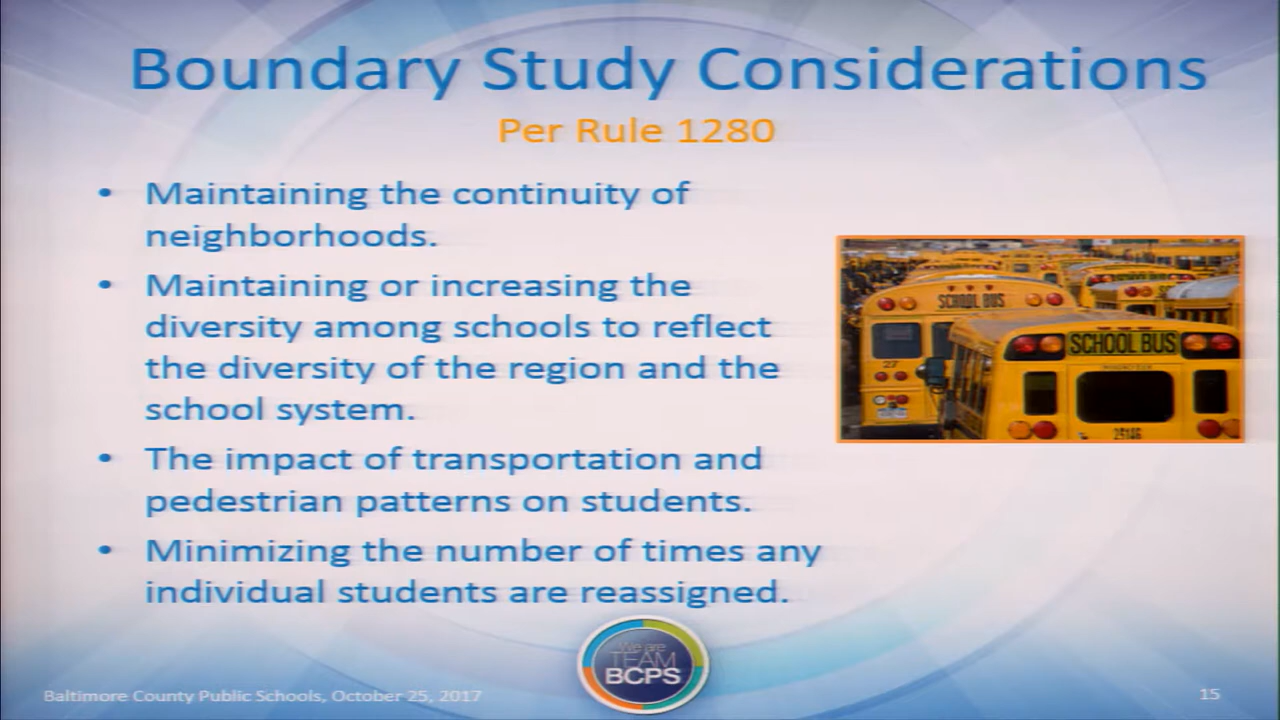 Boundary Study Considerations
Per Rule 1280
• Maintaining the continuity of
neighborhoods.
• Maintaining or increasing the
diversity among schools to reflect
the diversity of the region and the
school system.
• The impact of transportation and
pedestrian patterns on students.
• Minimizing the number of times any
individual students are reassigned.
SCHOOL BUS
SCHOOL BUS
27
25146
We are
TEAM
BCPS
Baltimore County Public Schools, October 25, 2017
15